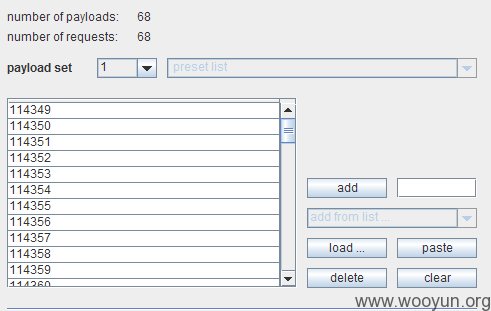 number of payloads: 68
number of requests: 68
payload set 1 preset list
114349
114350
114351
114352
114353
114354
114355
114356
114357
114358
114359
114360
add
add from list ...
load ... paste
delete clear
www.wooyun.org